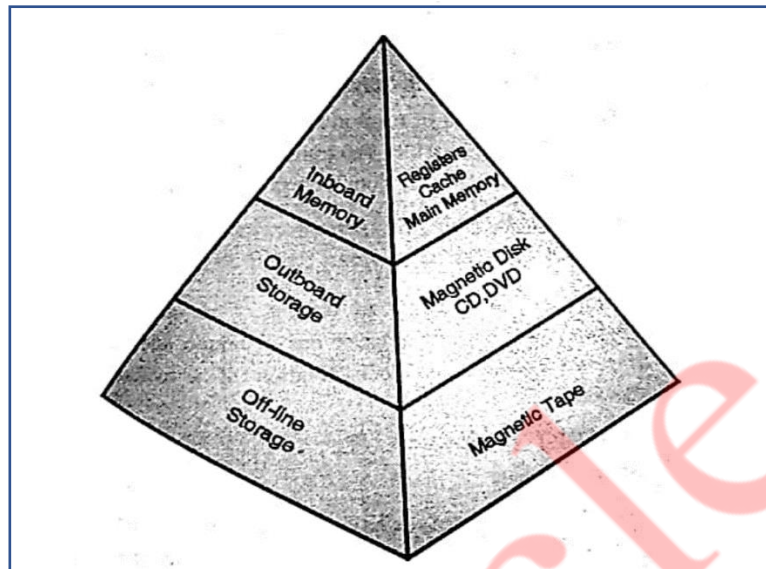 Inboard
Memory
Registers
Cache
Main Memory
Outboard
Storage
Magnetic Disk
CD,DVD
Off-line
Storage
Magnetic Tape